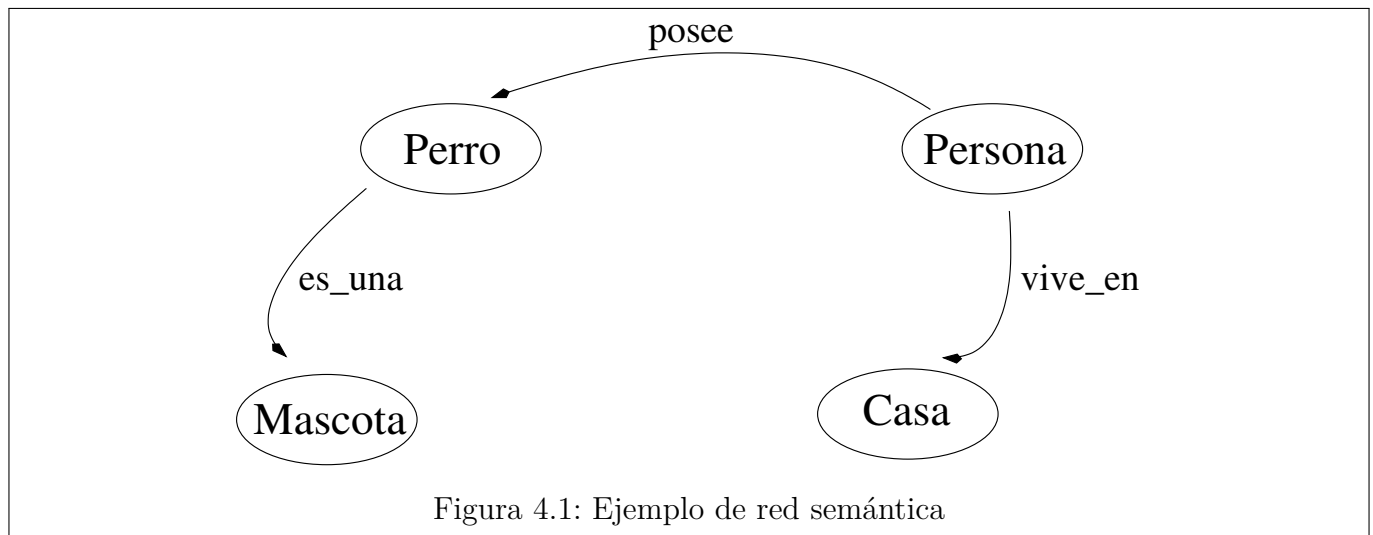 posee
Perro
Persona
es_una
vive_en
Mascota
Casa
Figura 4.1: Ejemplo de red semántica